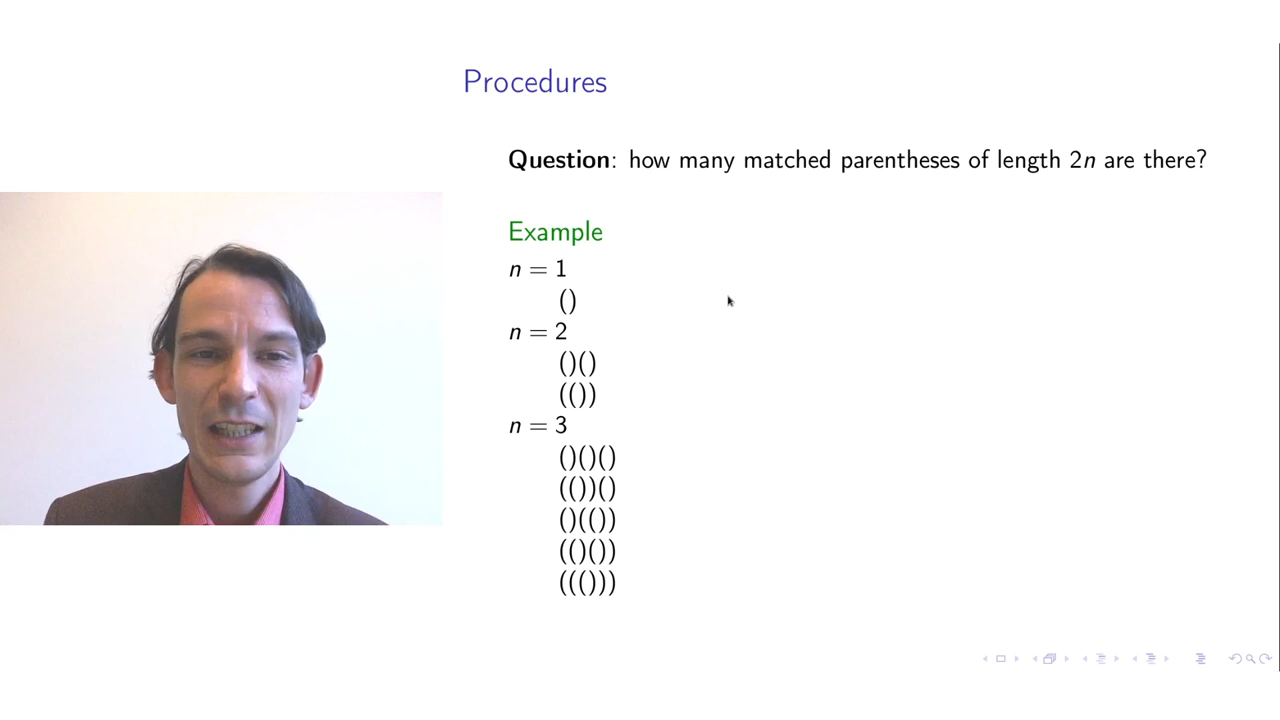 Procedures
Question: how many matched parentheses of length 2n are there?
Example
n = 1
()
n = 2
()()
(())
n = 3
()()()
(())()
()(())
(()())
((()))